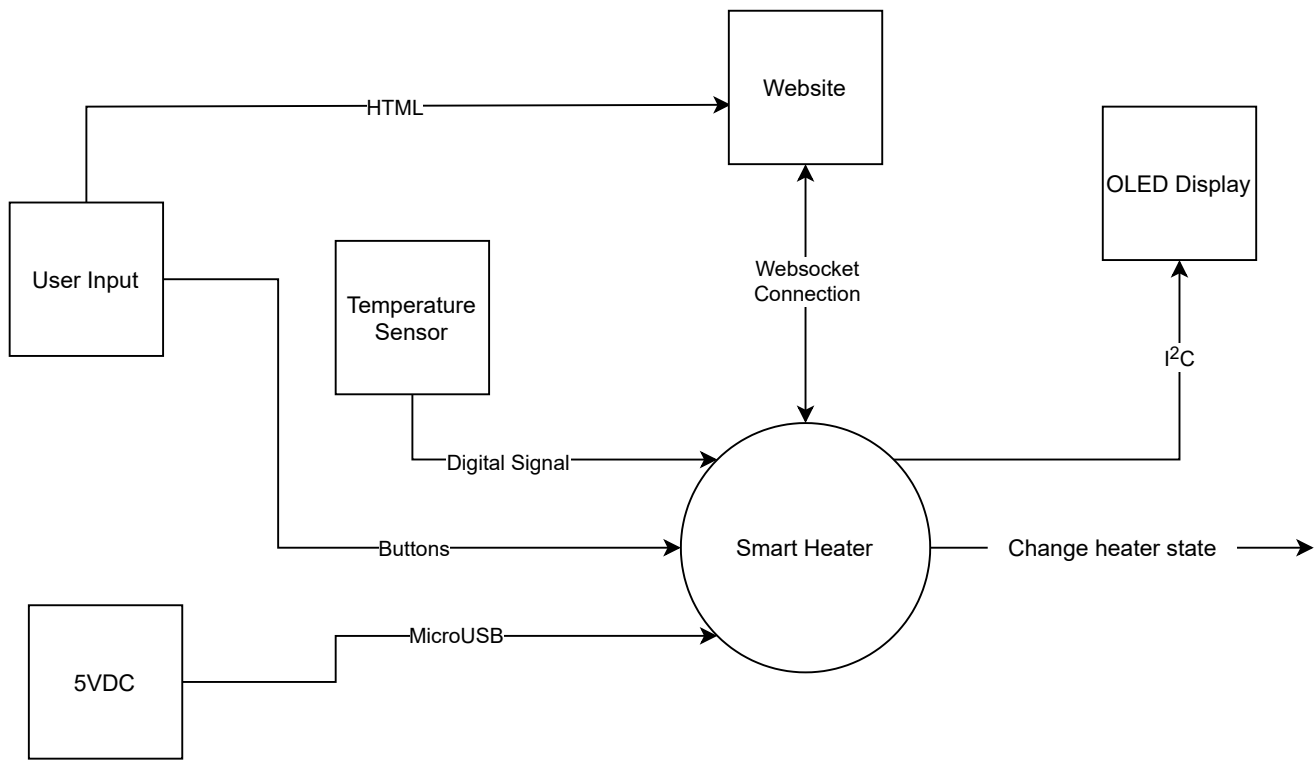 Website
HTML
OLED Display
User Input
Temperature
Sensor
Websocket
Connection
I²C
Digital Signal
Buttons
Smart Heater
Change heater state
MicroUSB
5VDC